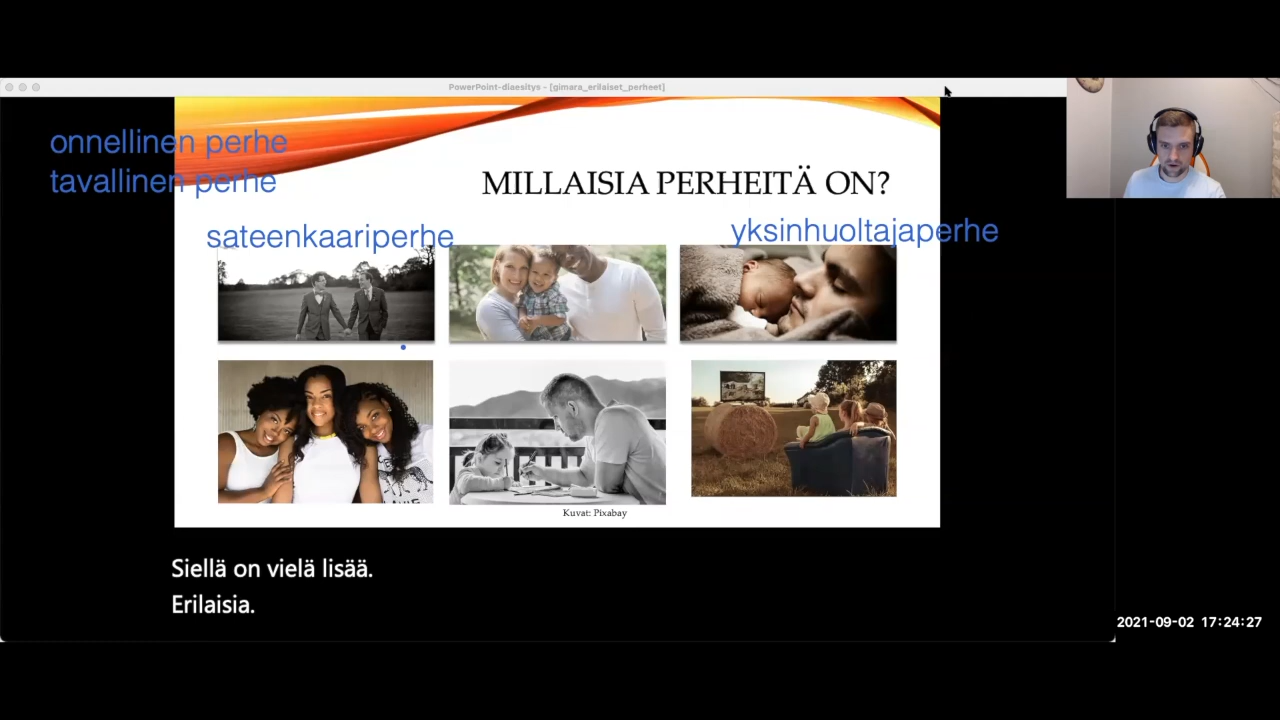 PowerPoint-diaesitys - [gimara_erilaiset_perheet]
onnellinen perhe
tavallinen perhe
MILLAISIA PERHEITÄ ON?
sateenkaariperhe
yksinhuoltajaperhe
Kuvat: Pixabay
Siellä on vielä lisää.
Erilaisia.
2021-09-02 17:24:27